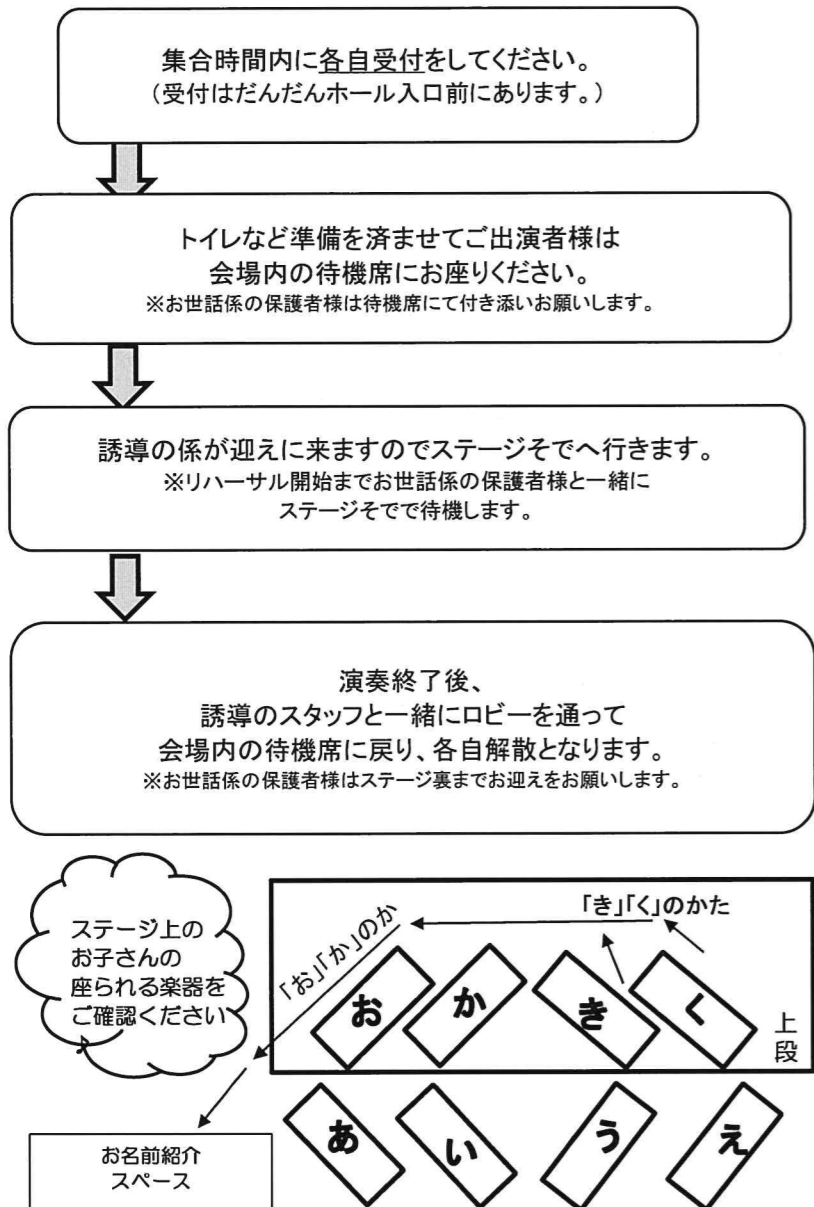 集合時間内に各自受付をしてください。
（受付はだんだんホール入口前にあります。）
トイレなど準備を済ませてご出演者様は
会場内の待機席にお座りください。
※お世話係の保護者様は待機席にて付き添いお願いします。
誘導の係が迎えに来ますのでステージそでへ行きます。
※リハーサル開始までお世話係の保護者様と一緒に
ステージそでで待機します。
演奏終了後、
誘導のスタッフと一緒にロビーを通って
会場内の待機席に戻り、各自解散となります。
※お世話係の保護者様はステージ裏までお迎えをお願いします。
ステージ上の
お子さんの
座られる楽器を
ご確認ください
♪
「お」「か」のか
「き」「く」のかた
お
か
き
く
上段
あ
い
う
え
お名前紹介
スペース